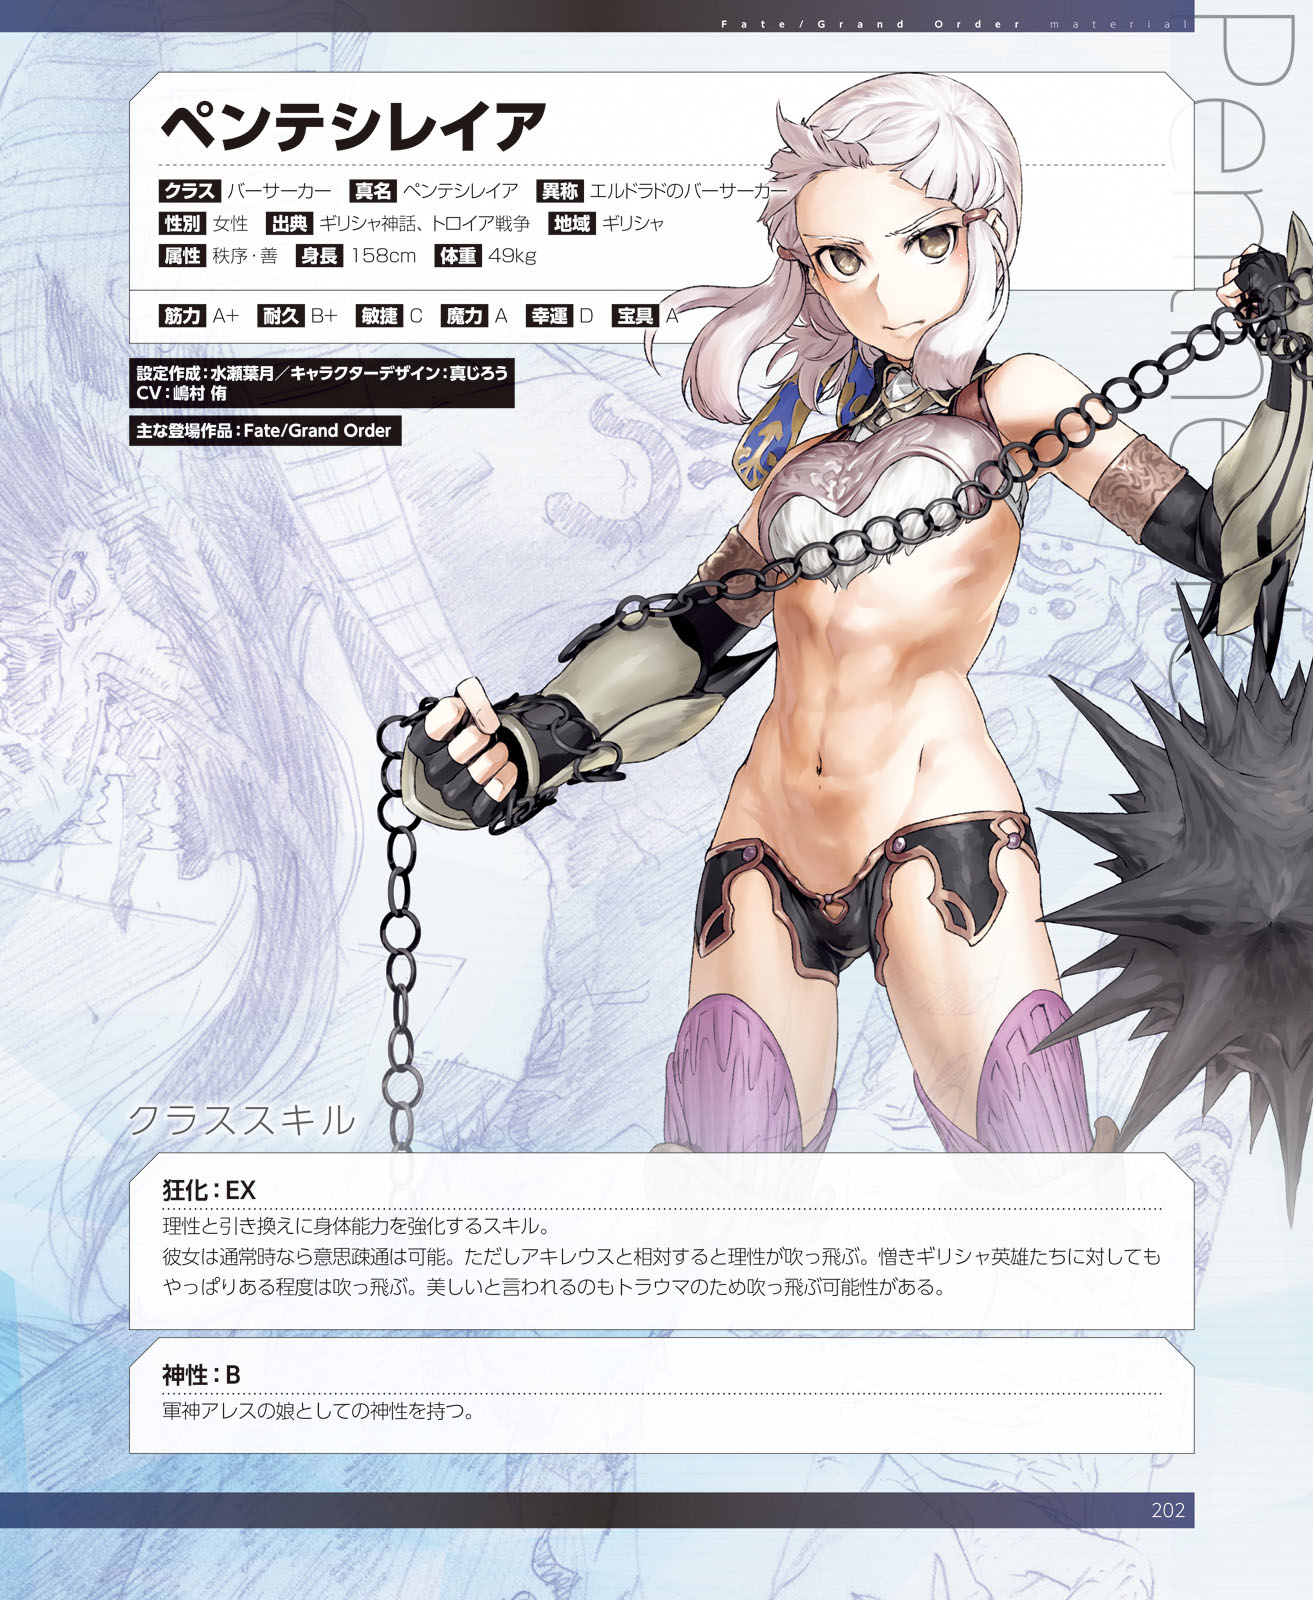 Fate/Grand Order material
Penthesilea
ペンテシレイア
クラス バーサーカー 真名 ペンテシレイア 異称 エルドラドのバーサーカー
性別 女性 出典 ギリシャ神話、トロイア戦争 地域 ギリシャ
属性 秩序・善 身長 158cm 体重 49kg
筋力 A+ 耐久 B+ 敏捷 C 魔力 A 幸運 D 宝具 A
設定作成：水瀬葉月／キャラクターデザイン：真じろう
CV：嶋村 侑
主な登場作品：Fate/Grand Order
クラススキル
狂化：EX
理性と引き換えに身体能力を強化するスキル。
彼女は通常時なら意思疎通は可能。ただしアキレウスと相対すると理性が吹っ飛ぶ。憎きギリシャ英雄たちに対しても
やっぱりある程度は吹っ飛ぶ。美しいと言われるのもトラウマのため吹っ飛ぶ可能性がある。
神性：B
軍神アレスの娘としての神性を持つ。
202